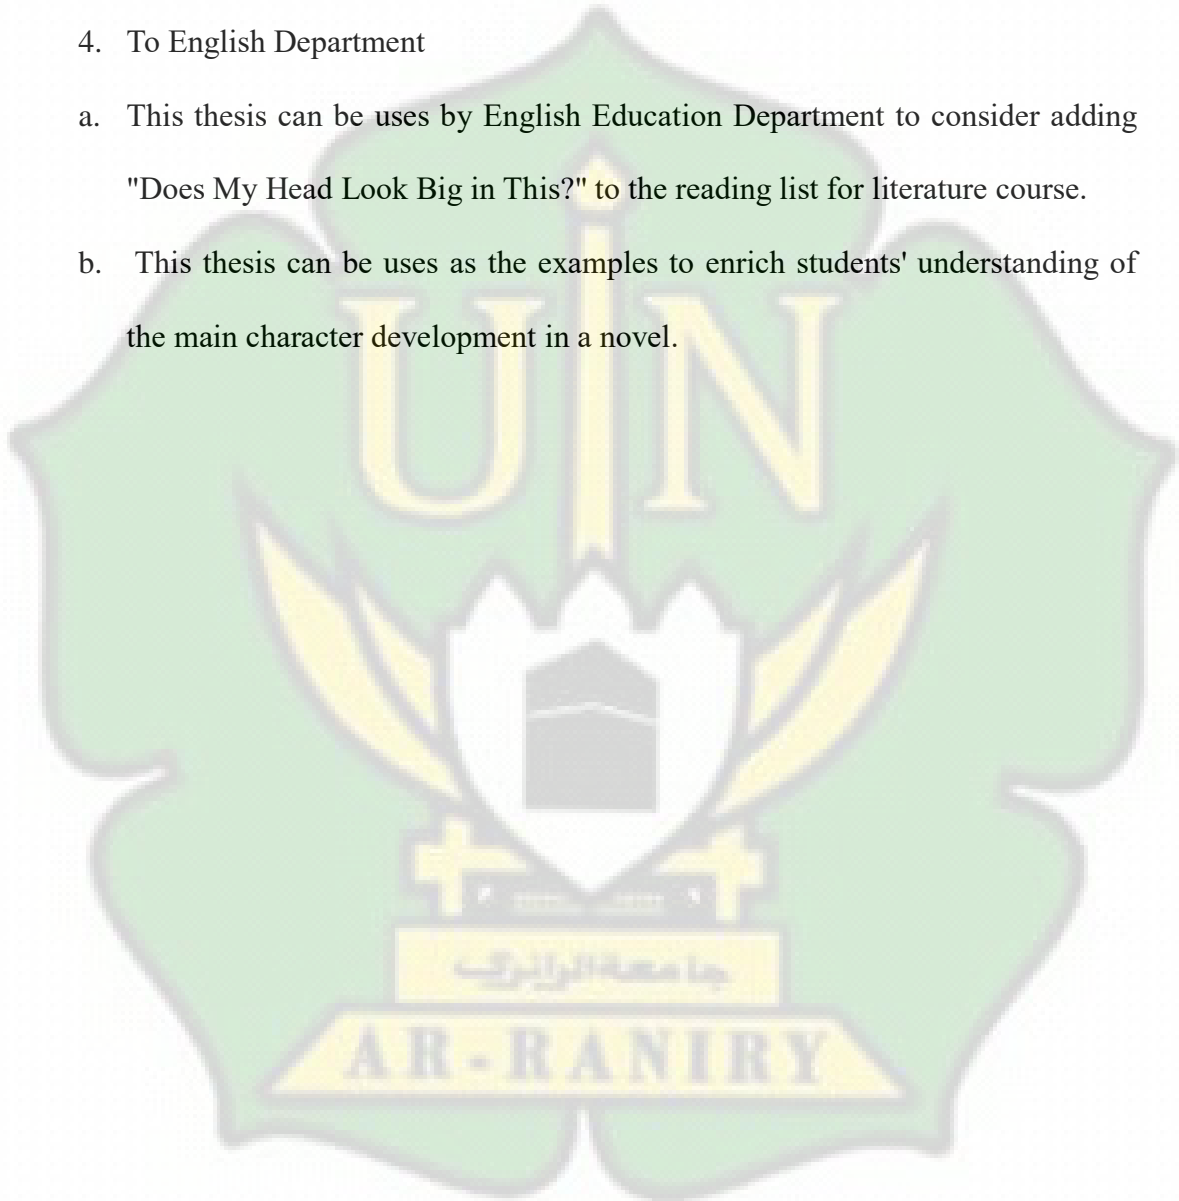 4. To English Department
a. This thesis can be uses by English Education Department to consider adding
"Does My Head Look Big in This?" to the reading list for literature course.
b. This thesis can be uses as the examples to enrich students' understanding of
the main character development in a novel.
UIN
جامعة الرانري
AR-RANIRY